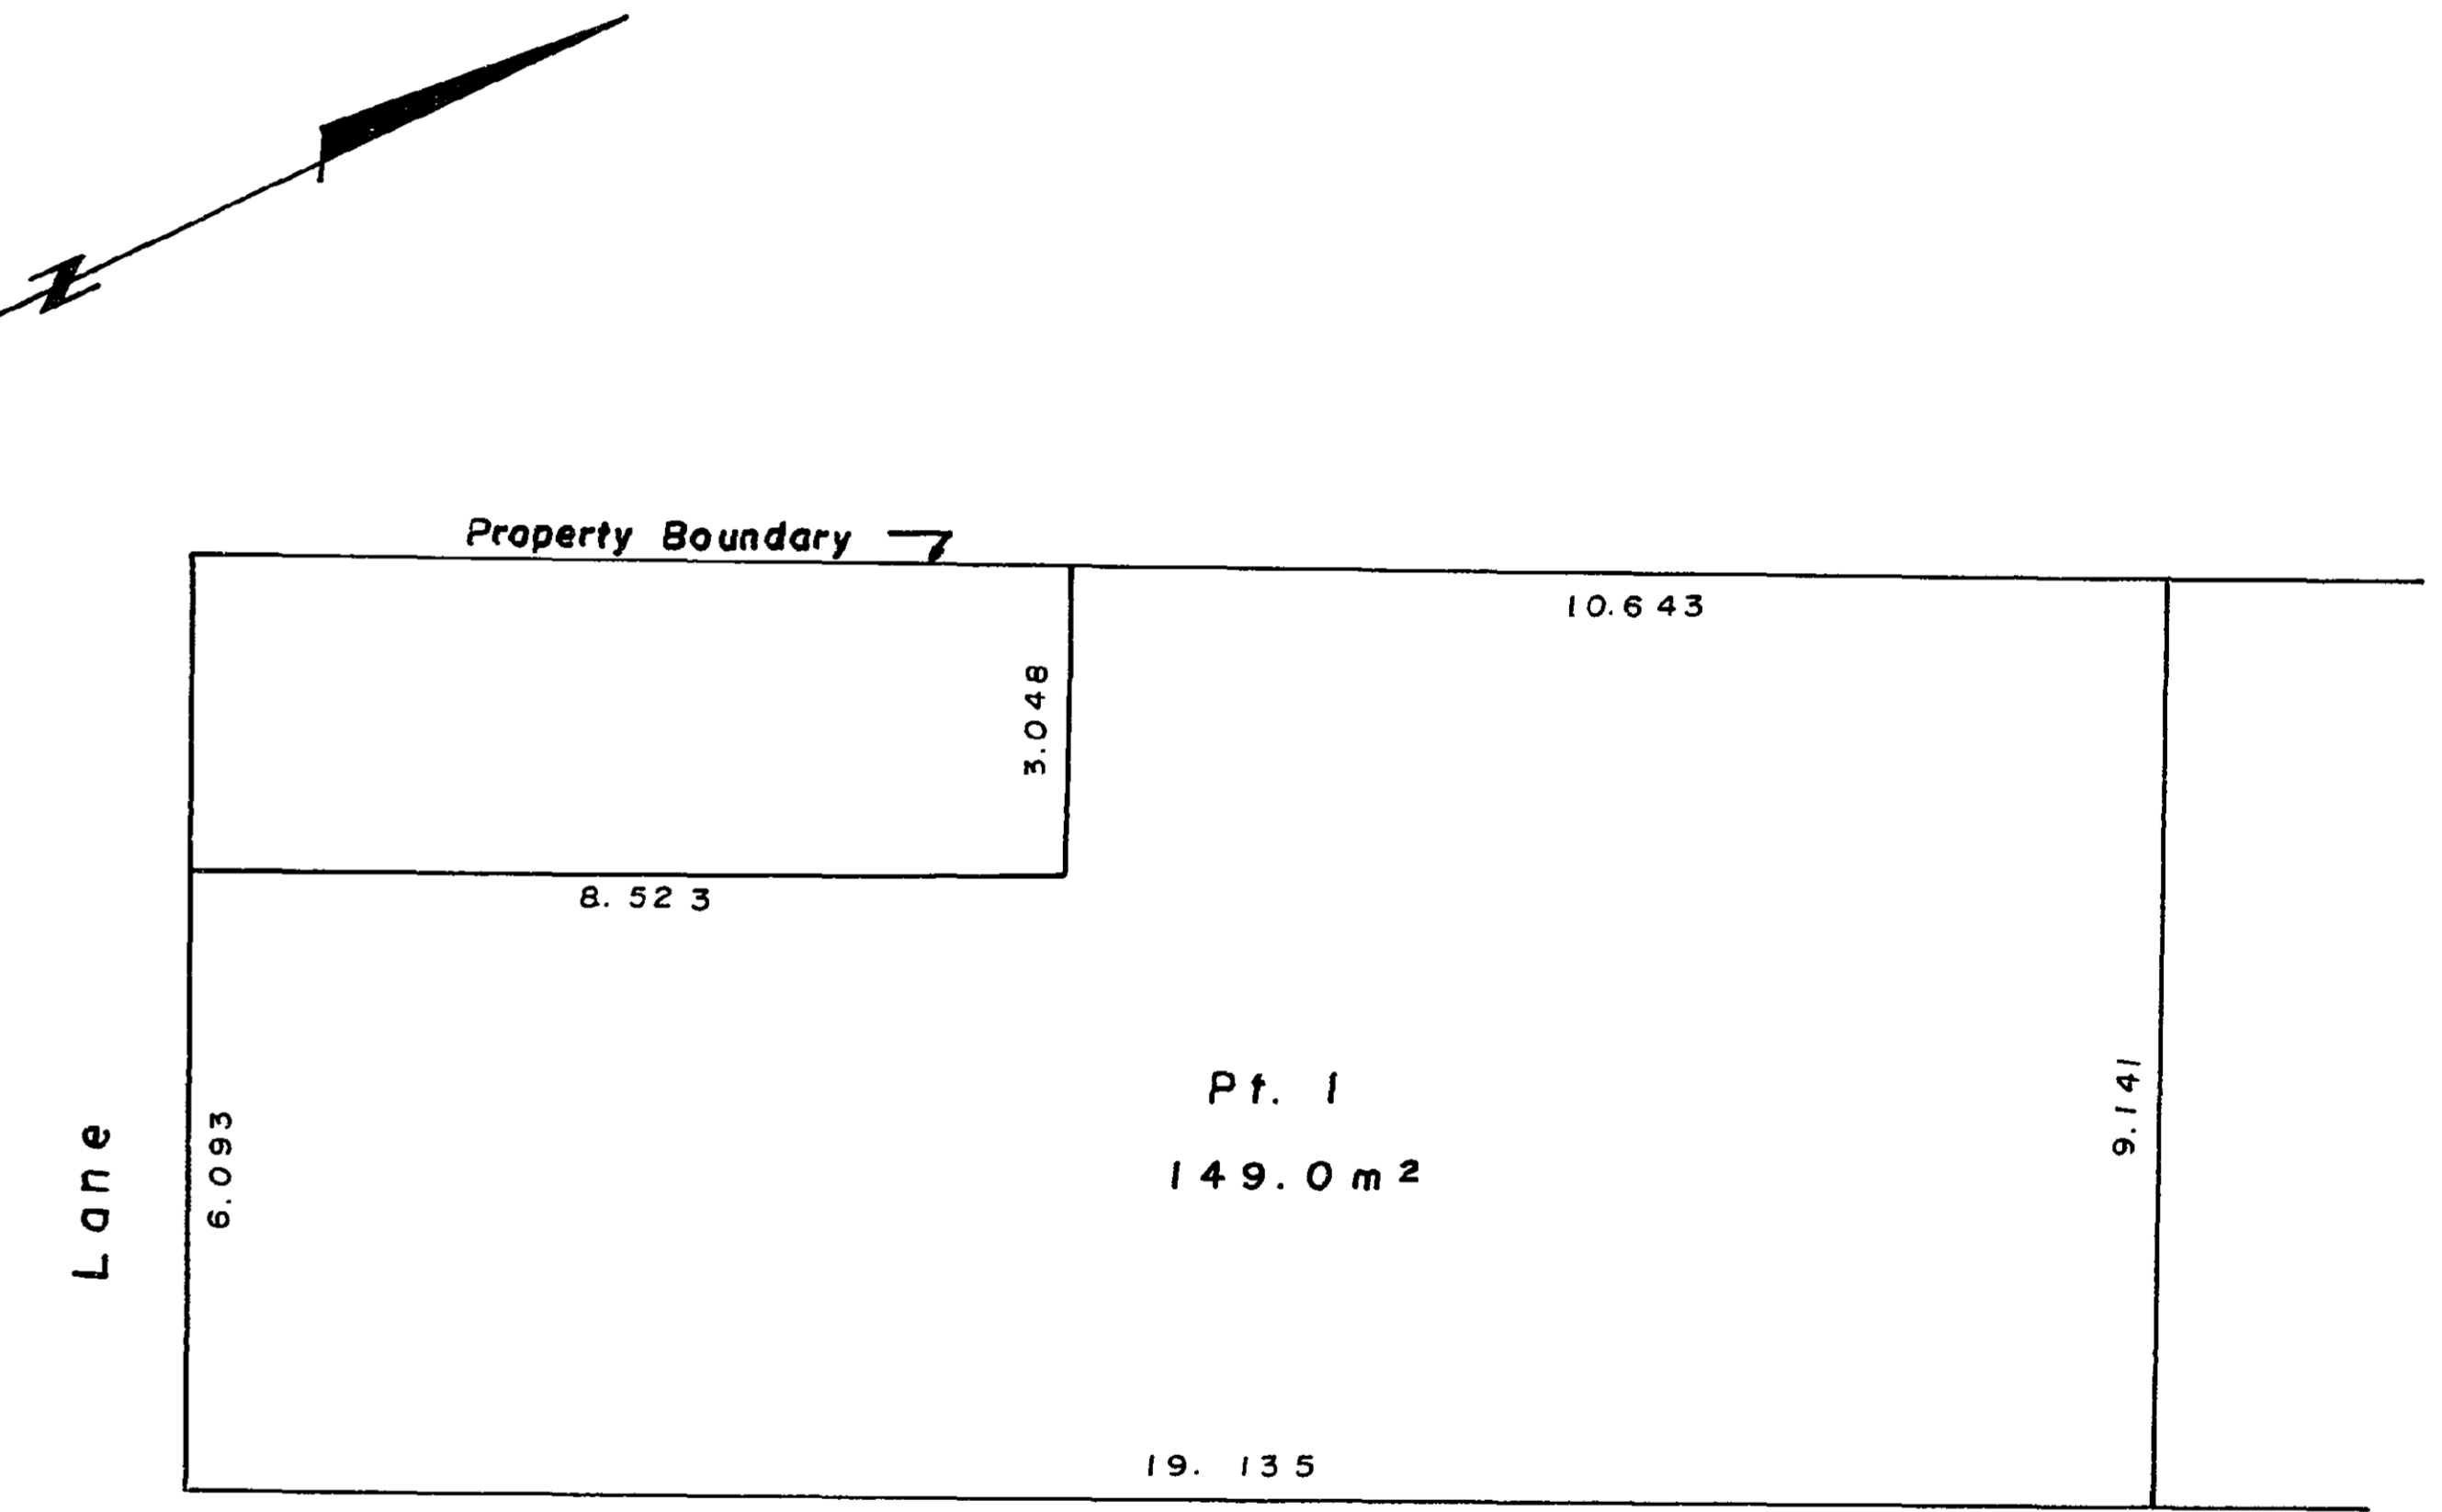 N
Property Boundary
10.643
3.048
8.523
Pt. 1
149.0 m²
9.141
6.093
Lane
19.135